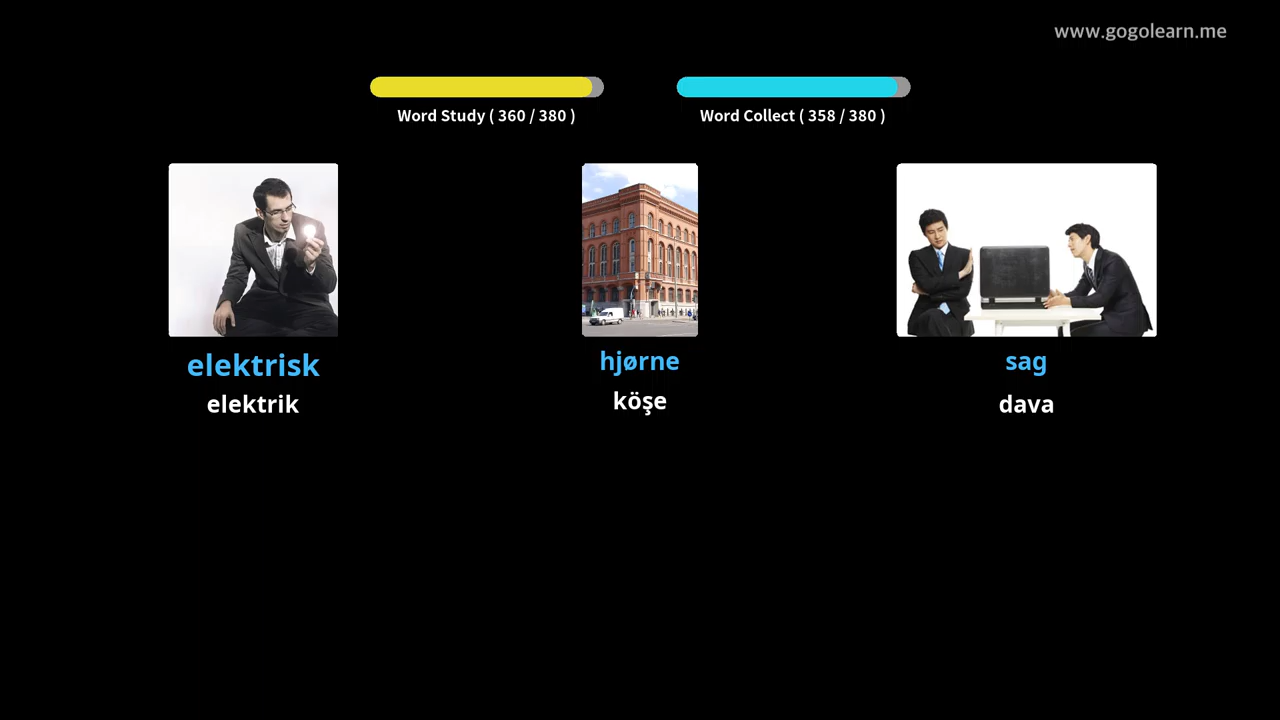 www.gogolearn.me
Word Study ( 360 / 380 )
Word Collect ( 358 / 380 )
elektrisk
elektrik
hjørne
köşe
sag
dava